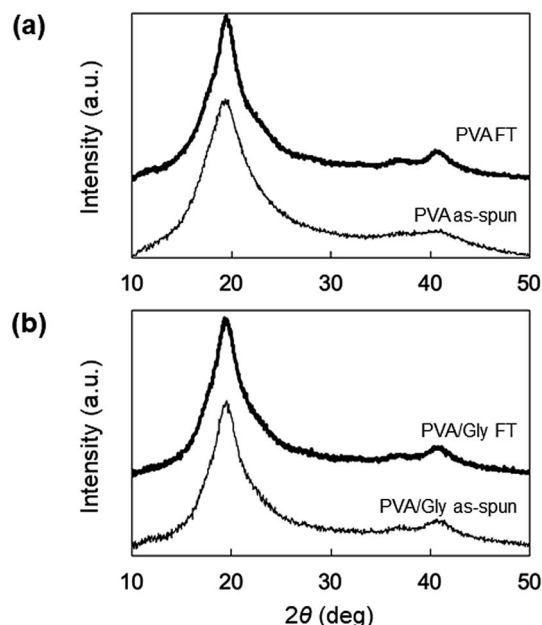 (a)
Intensity (a.u.)
PVA FT
PVA as-spun
10 20 30 40 50
(b)
Intensity (a.u.)
PVA/Gly FT
PVA/Gly as-spun
10 20 30 40 50
2θ (deg)